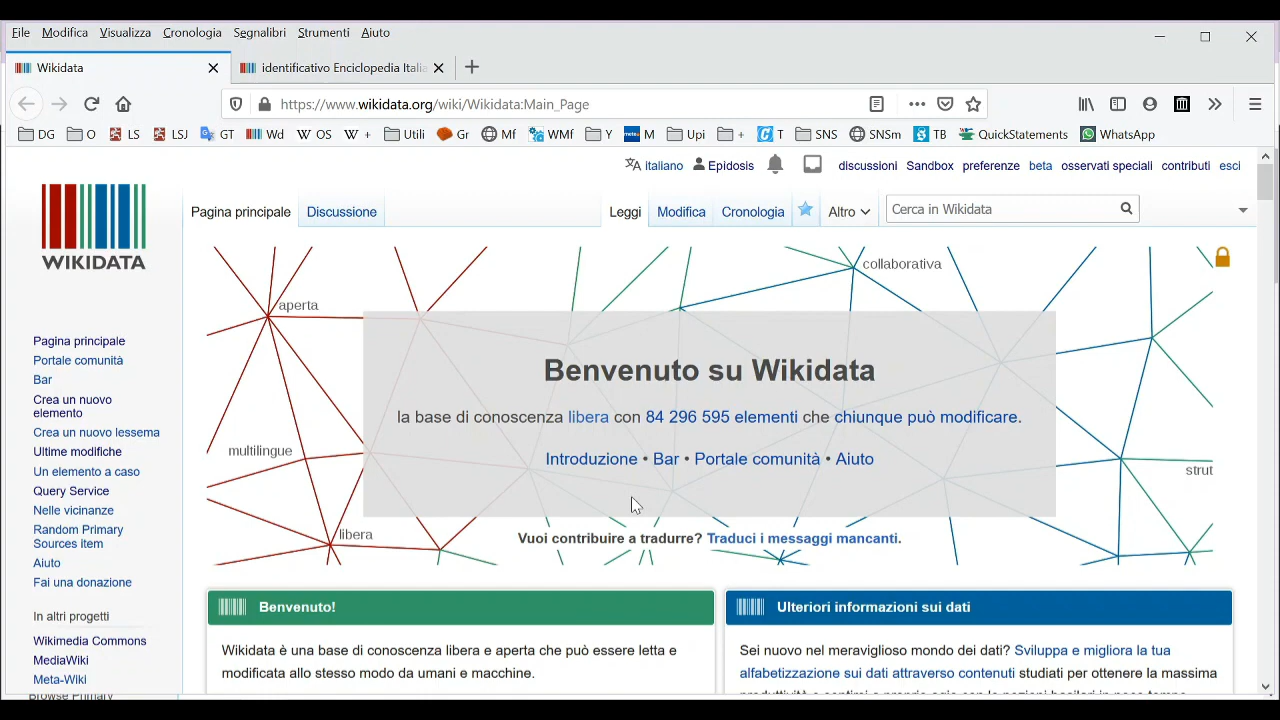 File Modifica Visualizza Cronologia Segnalibri Strumenti Aiuto
Wikidata
identificativo Enciclopedia Italia
https://www.wikidata.org/wiki/Wikidata:Main_Page
DG O LS LSJ GT Wd OS + Utili Gr Mf WMf Y M Upi + T SNS SNSm TB QuickStatements WhatsApp
italiano Epidosis discussioni Sandbox preferenze beta osservati speciali contributi esci
Pagina principale Discussione Leggi Modifica Cronologia Altro Cerca in Wikidata
WIKIDATA
Pagina principale
Portale comunità
Bar
Crea un nuovo
elemento
Crea un nuovo lessema
Ultime modifiche
Un elemento a caso
Query Service
Nelle vicinanze
Random Primary
Sources item
Aiuto
Fai una donazione
In altri progetti
Wikimedia Commons
MediaWiki
Meta-Wiki
Browse Primary
collaborativa
aperta
multilingue
libera
strut
Benvenuto su Wikidata
la base di conoscenza libera con 84 296 595 elementi che chiunque può modificare.
Introduzione • Bar • Portale comunità • Aiuto
Vuoi contribuire a tradurre? Traduci i messaggi mancanti.
Benvenuto!
Wikidata è una base di conoscenza libera e aperta che può essere letta e
modificata allo stesso modo da umani e macchine.
Ulteriori informazioni sui dati
Sei nuovo nel meraviglioso mondo dei dati? Sviluppa e migliora la tua
alfabetizzazione sui dati attraverso contenuti studiati per ottenere la massima